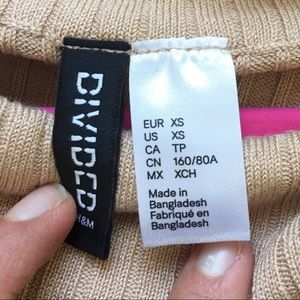 DIVIDED
H&M
EUR XS
US XS
CA TP
CN 160/80A
MX XCH
Made in
Bangladesh
Fabriqué en
Bangladesh